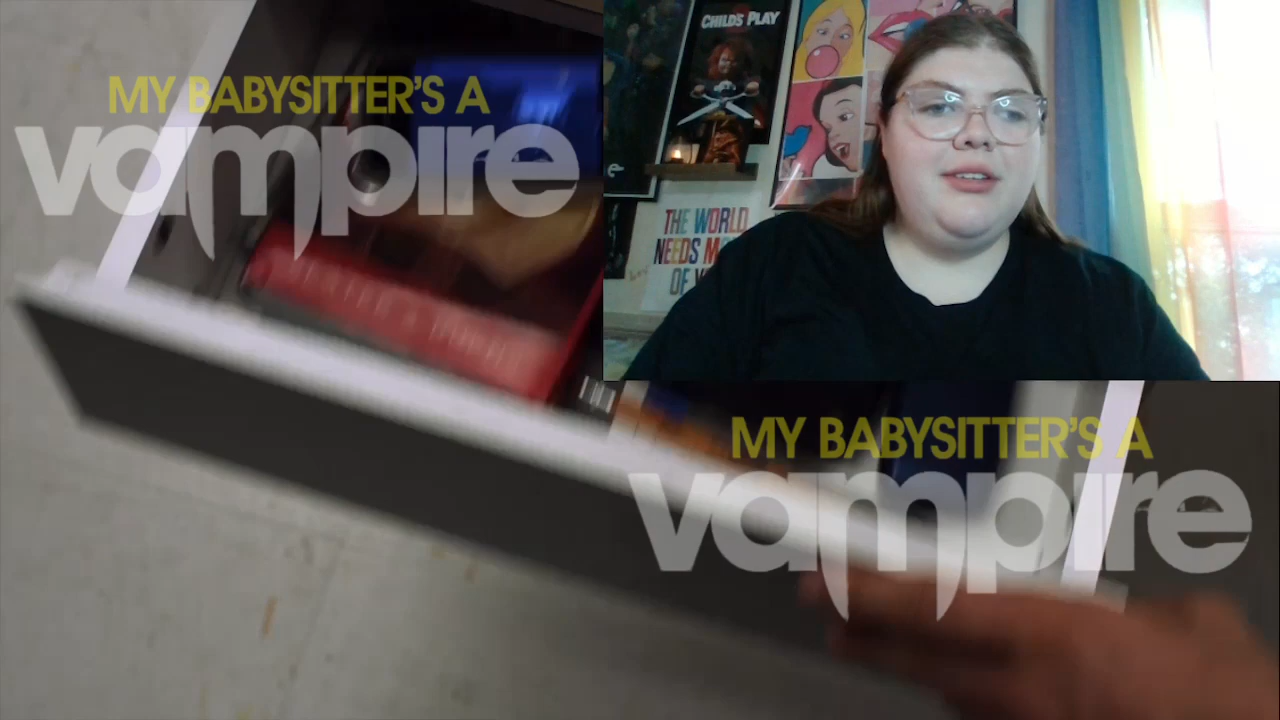 MY BABYSITTER'S A
vampire
CHILD'S PLAY
THE WORLD
NEEDS
OF
MY BABYSITTER'S A
vampire